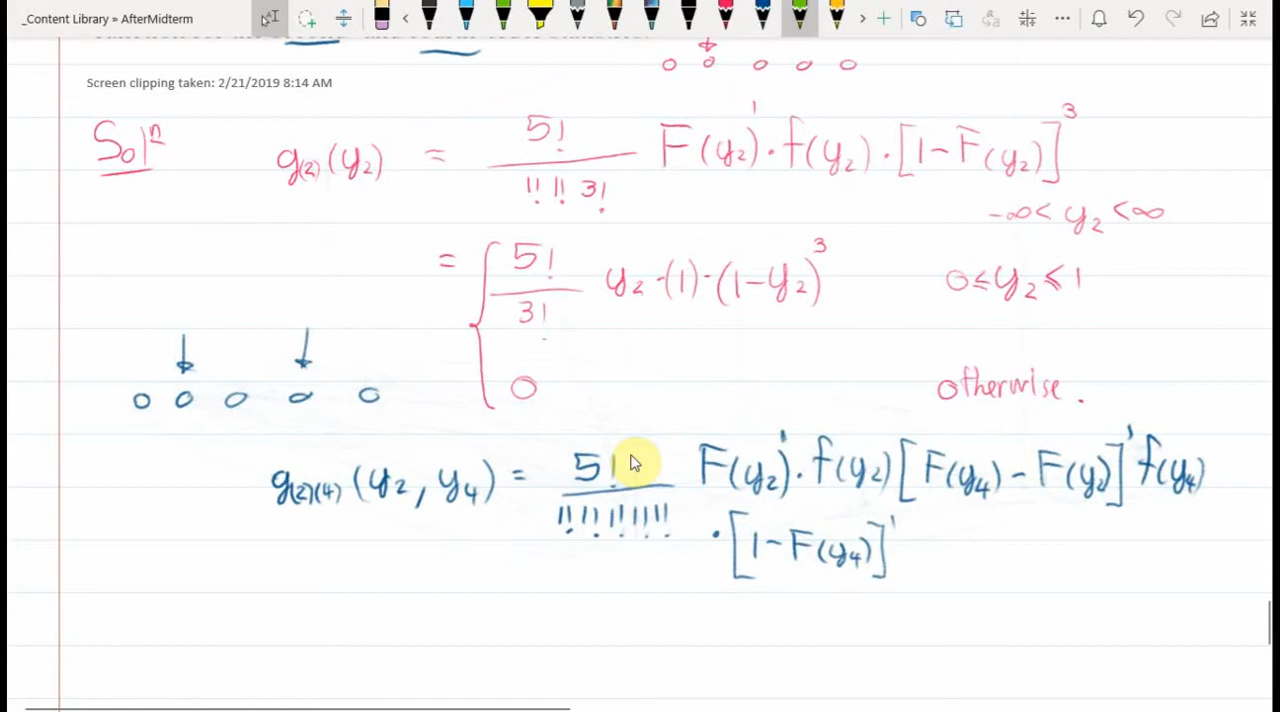 _Content Library » AfterMidterm
Screen clipping taken: 2/21/2019 8:14 AM
Solⁿ g₍₂₎(y₂) = 5! / 1! 1! 3! F(y₂)¹ · f(y₂) · [1 - F(y₂)]³
-∞ < y₂ < ∞
= { 5! / 3! y₂ · (1) · (1 - y₂)³ 0 ≤ y₂ ≤ 1
0 otherwise.
g₍₂₎₍₄₎(y₂, y₄) = 5! / 1! 1! 1! 1! 1! F(y₂)¹ · f(y₂) [F(y₄) - F(y₂)]¹ f(y₄)
· [1 - F(y₄)]¹